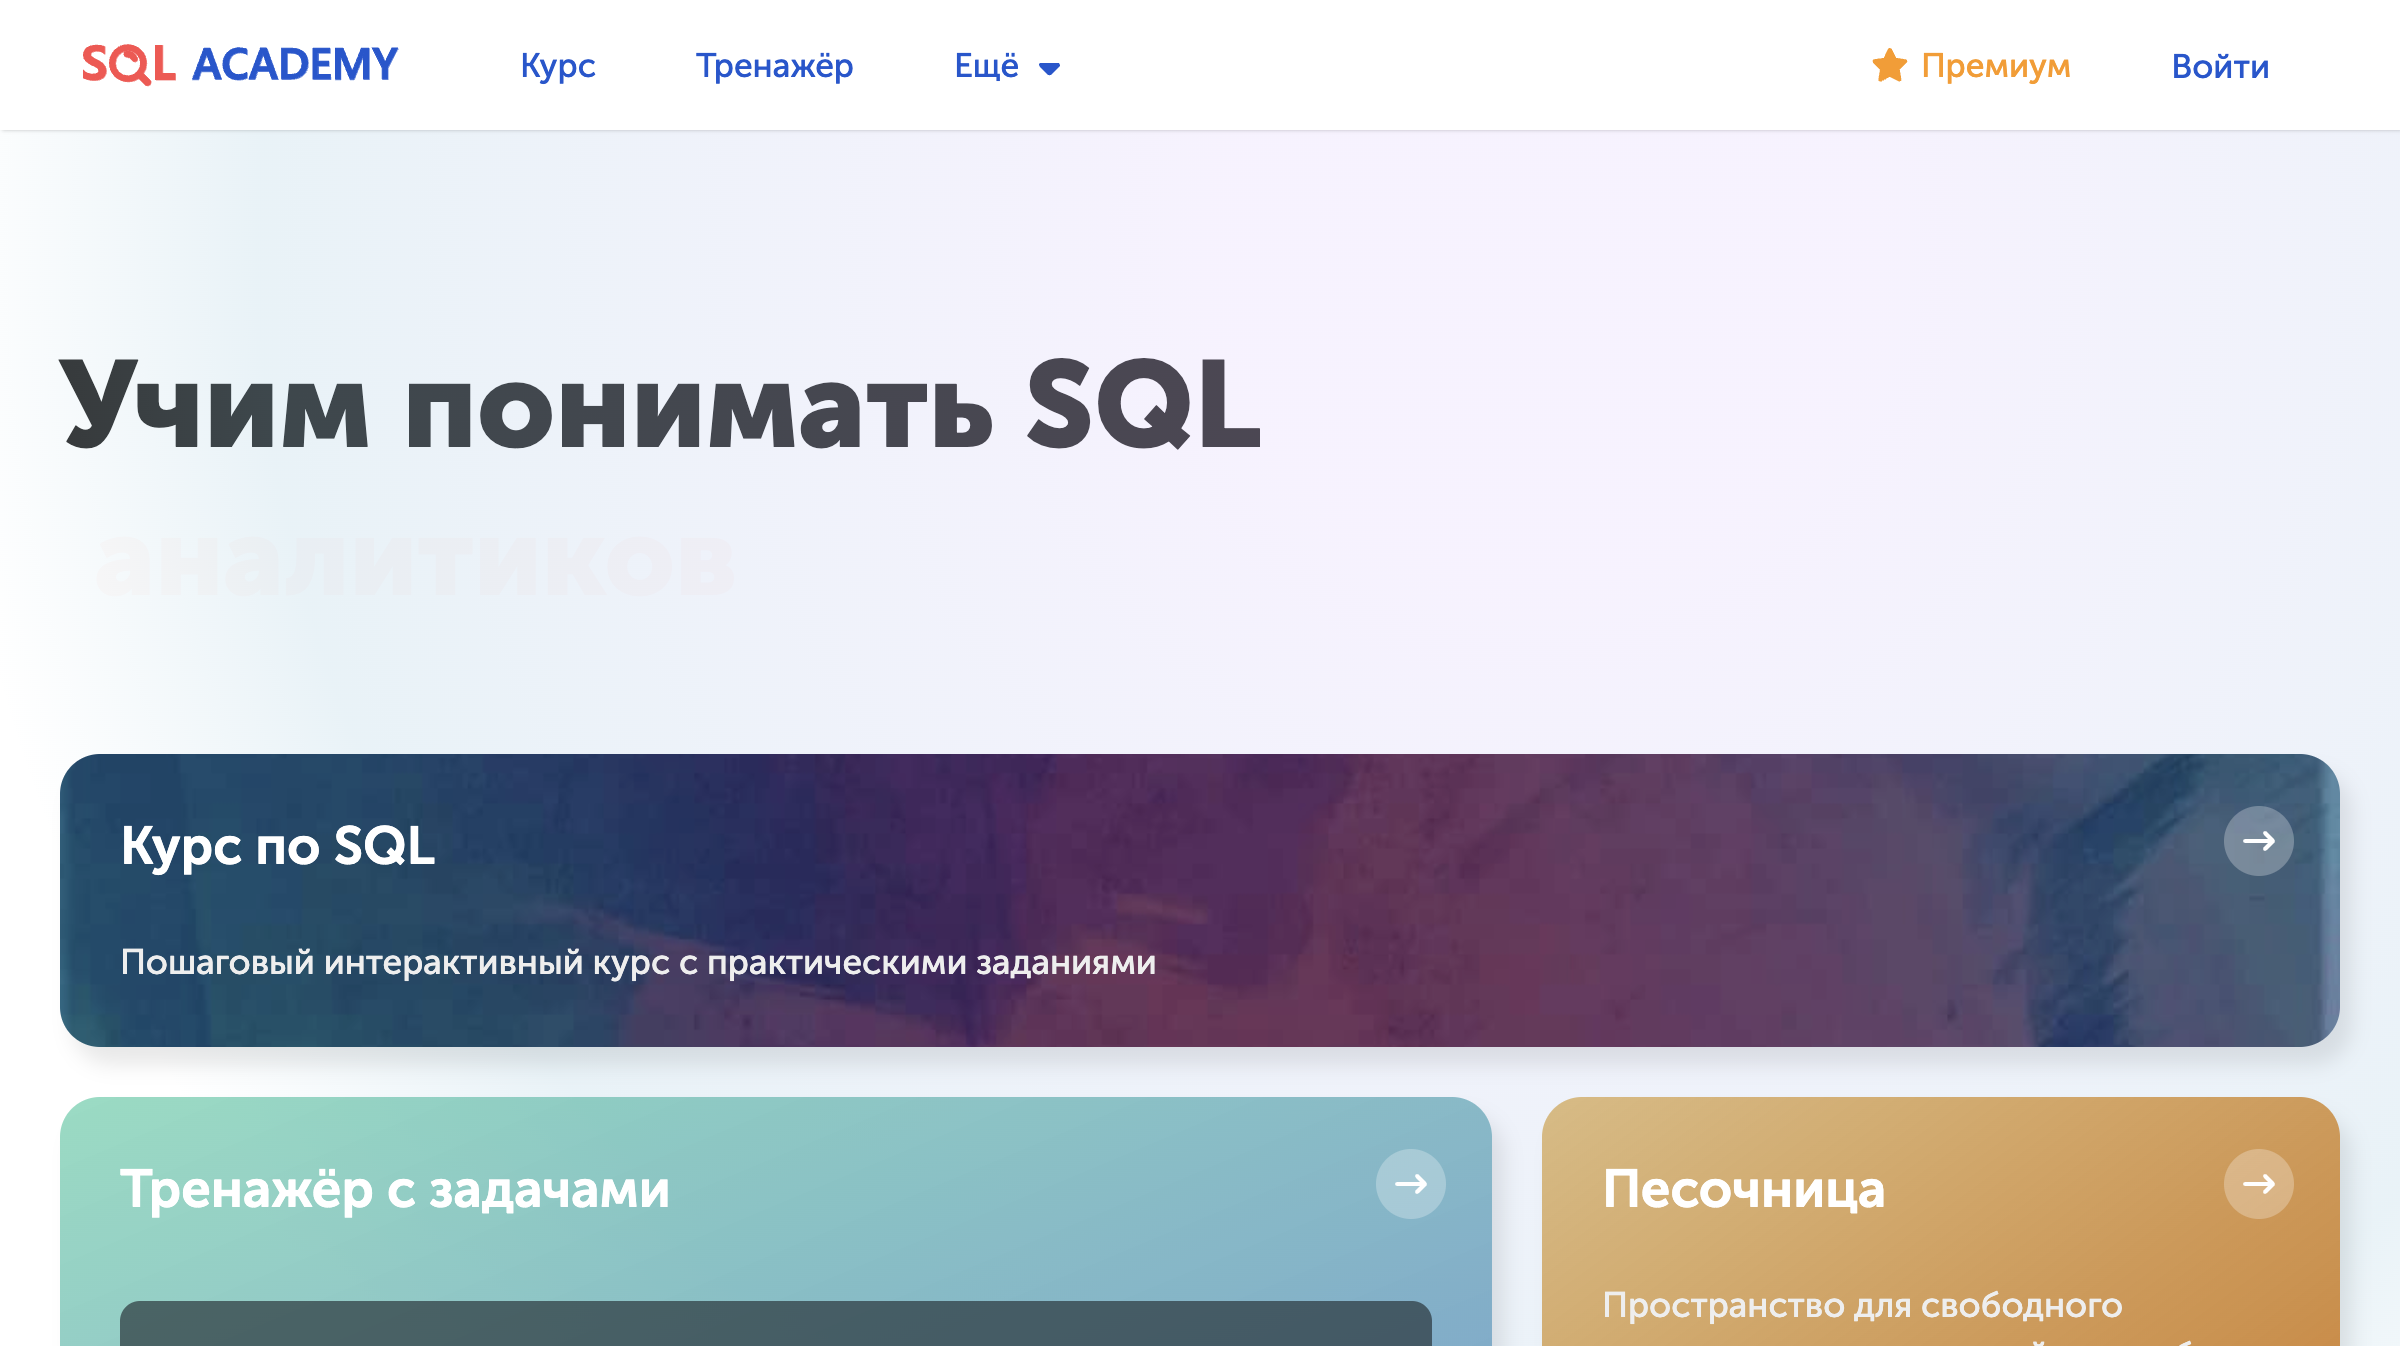 SQL ACADEMY
Курс
Тренажёр
Ещё
Премиум
Войти
Учим понимать SQL
аналитиков
Курс по SQL
Пошаговый интерактивный курс с практическими заданиями
Тренажёр с задачами
Песочница
Пространство для свободного